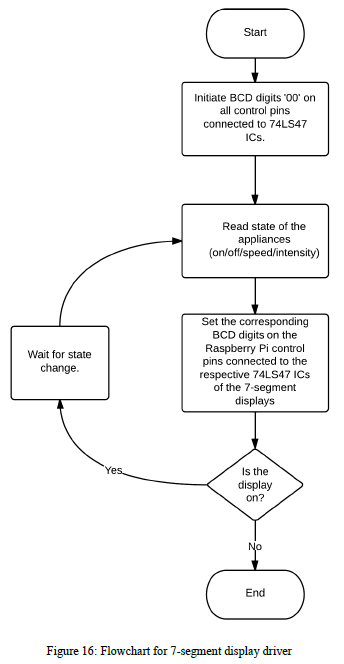 Start
Initiate BCD digits '00' on
all control pins
connected to 74LS47
ICs.
Read state of the
appliances
(on/off/speed/intensity)
Set the corresponding
BCD digits on the
Raspberry Pi control
pins connected to the
respective 74LS47 ICs
of the 7-segment
displays
Wait for state
change.
Is the
display
on?
Yes
No
End
Figure 16: Flowchart for 7-segment display driver